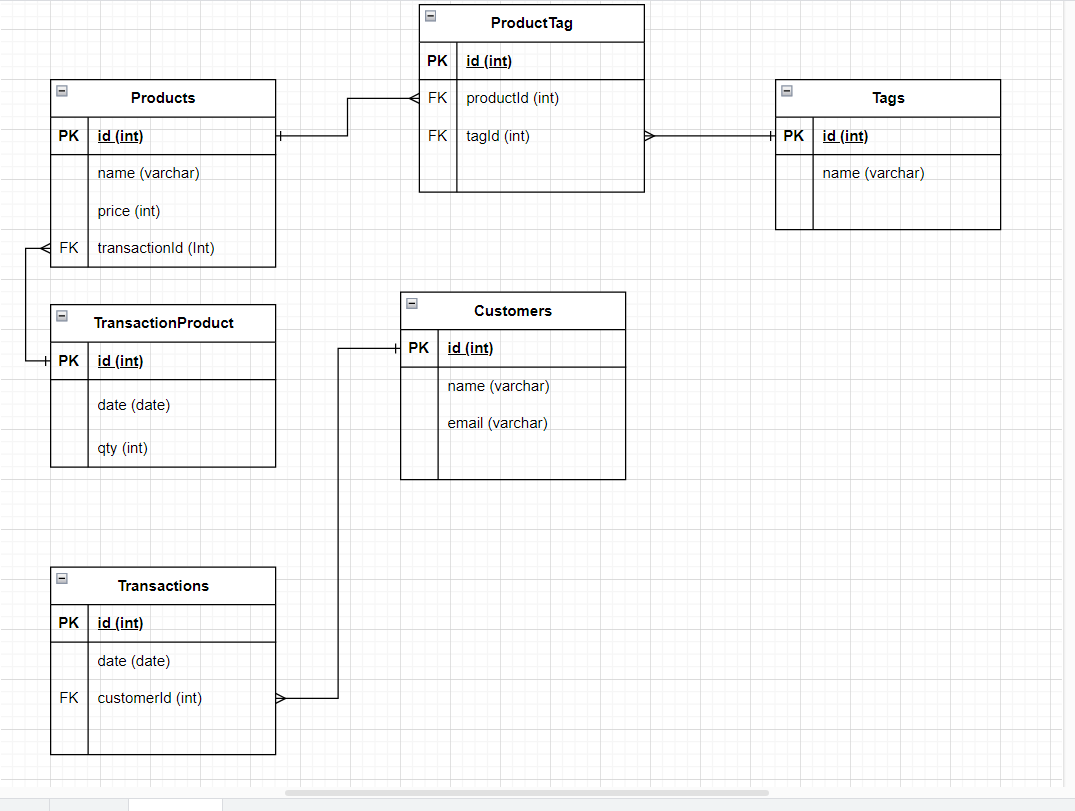 ProductTag
PK id (int)
FK productId (int)
FK tagId (int)
Products
PK id (int)
name (varchar)
price (int)
FK transactionId (Int)
Tags
PK id (int)
name (varchar)
TransactionProduct
PK id (int)
date (date)
qty (int)
Customers
PK id (int)
name (varchar)
email (varchar)
Transactions
PK id (int)
date (date)
FK customerId (int)